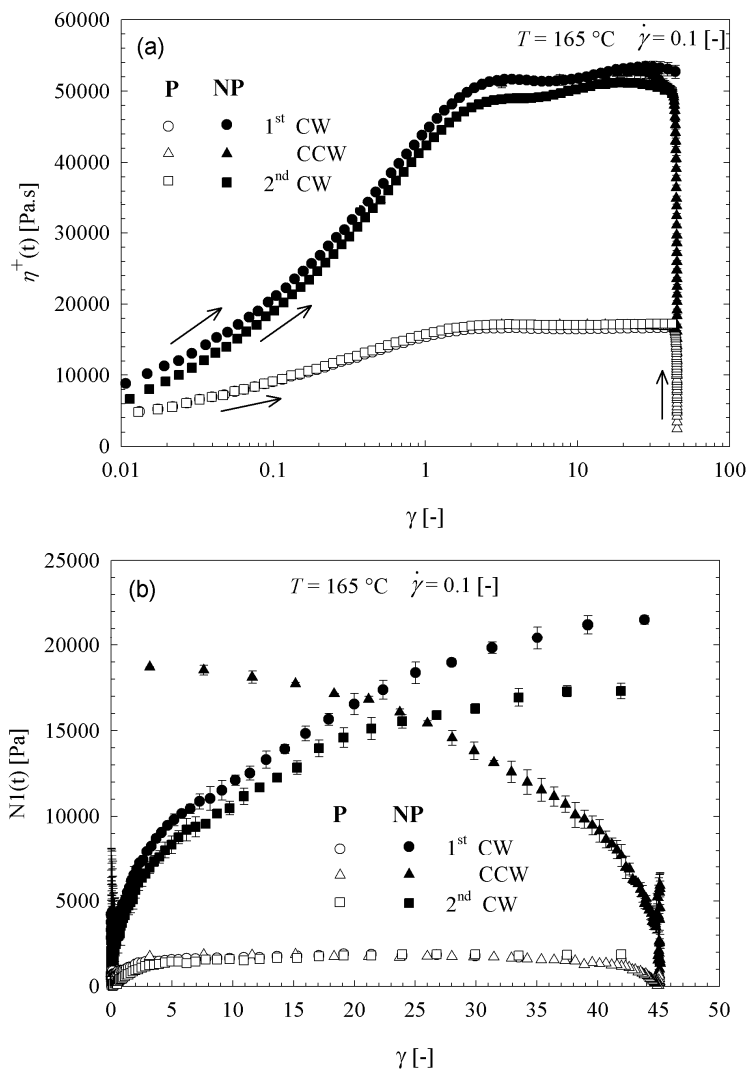 (a)
T = 165 °C γ̇ = 0.1 [-]
P NP
1st CW
CCW
2nd CW
60000
50000
40000
30000
20000
10000
0
η+(t) [Pa.s]
0.01 0.1 1 10 100
γ [-]
(b)
T = 165 °C γ̇ = 0.1 [-]
25000
20000
15000
10000
5000
0
N1(t) [Pa]
P NP
1st CW
CCW
2nd CW
0 5 10 15 20 25 30 35 40 45 50
γ [-]